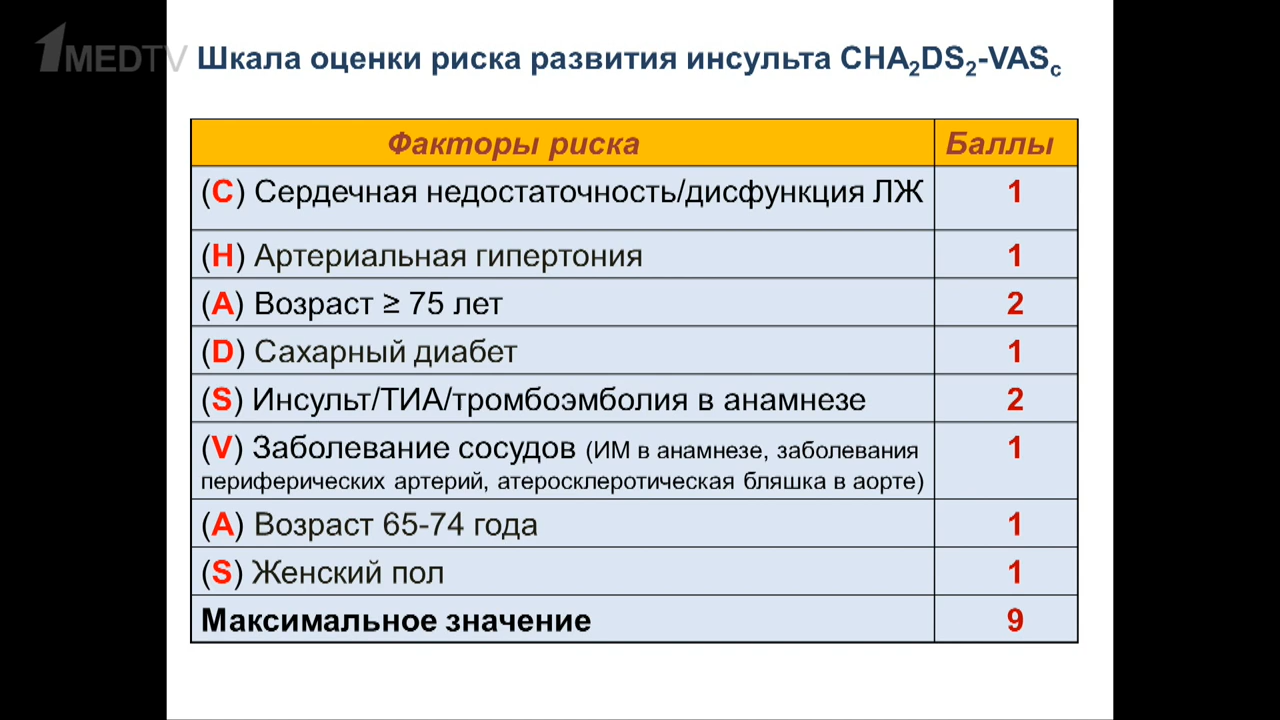 1MEDTV
Шкала оценки риска развития инсульта CHA₂DS₂-VASc
Факторы риска Баллы
(C) Сердечная недостаточность/дисфункция ЛЖ 1
(H) Артериальная гипертония 1
(A) Возраст ≥ 75 лет 2
(D) Сахарный диабет 1
(S) Инсульт/ТИА/тромбоэмболия в анамнезе 2
(V) Заболевание сосудов (ИМ в анамнезе, заболевания 1
периферических артерий, атеросклеротическая бляшка в аорте)
(A) Возраст 65-74 года 1
(S) Женский пол 1
Максимальное значение 9